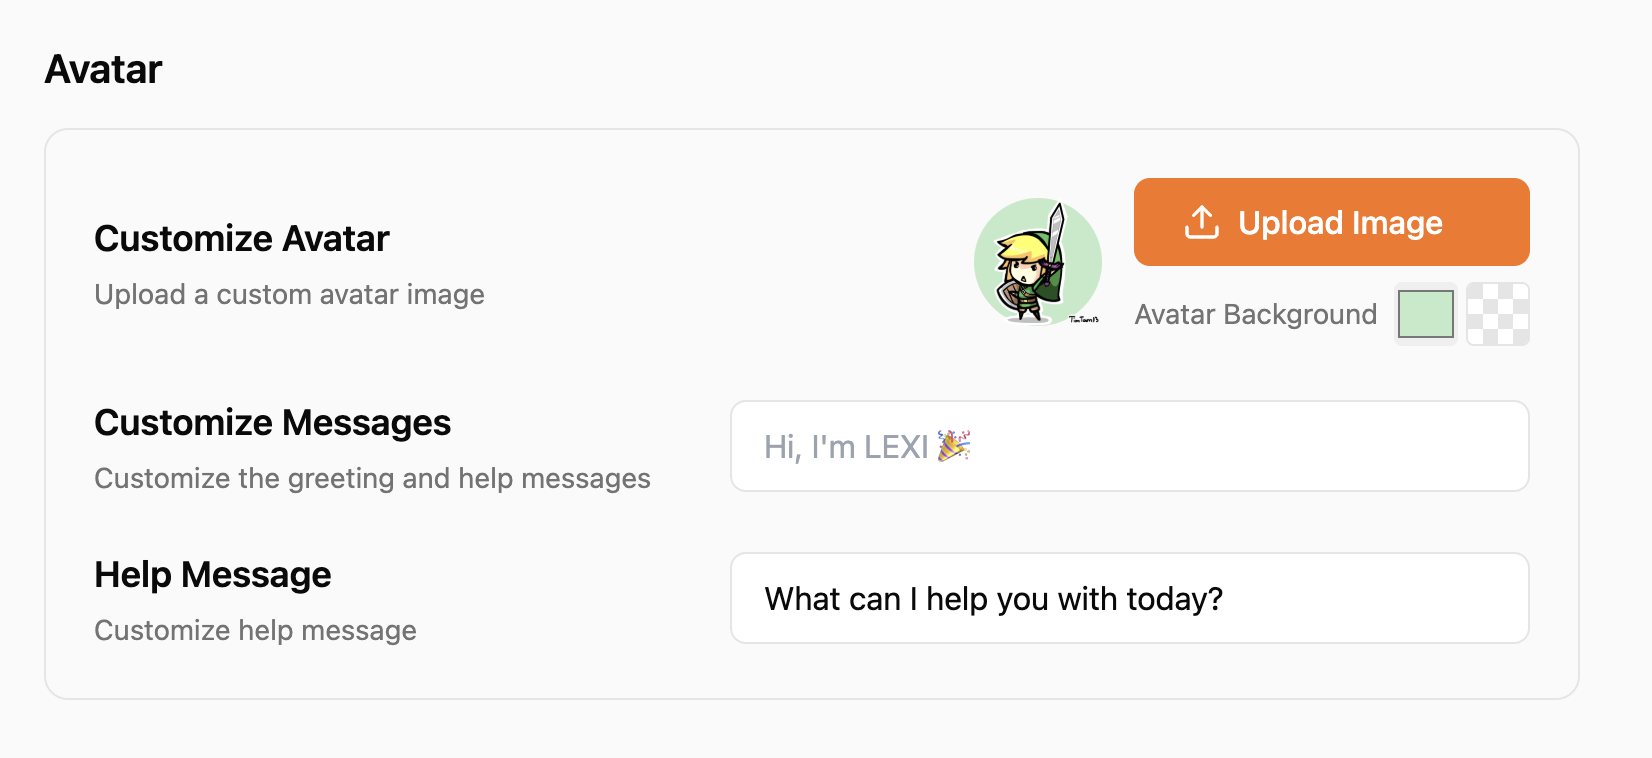 Avatar
Customize Avatar
Upload a custom avatar image
Upload Image
TimTam13
Avatar Background
Customize Messages
Customize the greeting and help messages
Hi, I'm LEXI 🎉
Help Message
Customize help message
What can I help you with today?